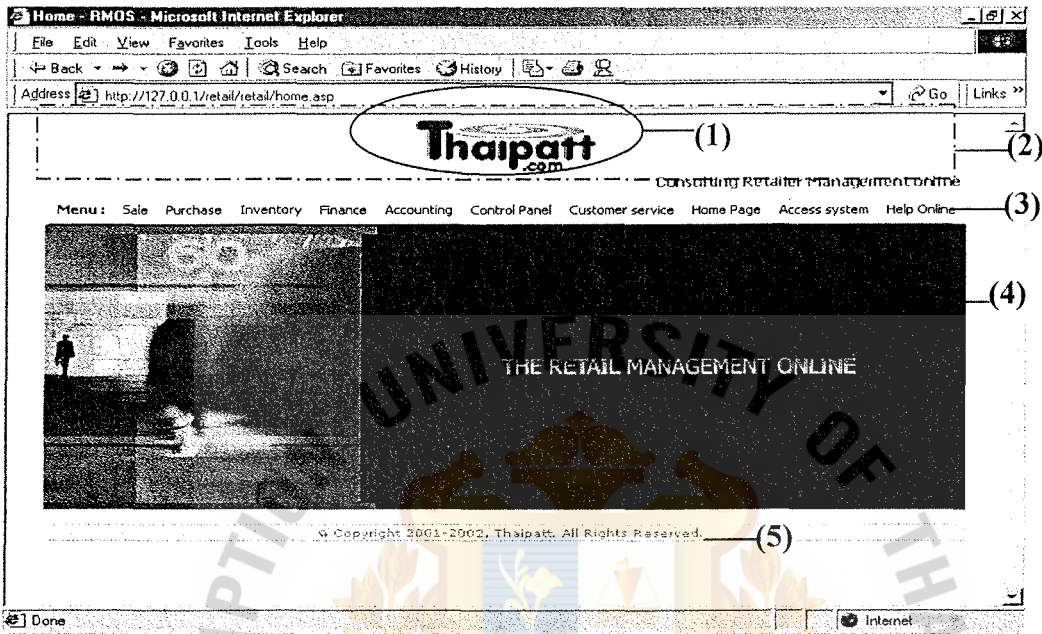 Home - RMOS - Microsoft Internet Explorer
File Edit View Favorites Tools Help
Back Search Favorites History
Address http://127.0.0.1/retail/retail/home.asp Go Links »
Thaipatt
.com
(1)
(2)
Consulting Retailer Management online
Menu: Sale Purchase Inventory Finance Accounting Control Panel Customer service Home Page Access system Help Online
(3)
(4)
THE RETAIL MANAGEMENT ONLINE
UNIVERSITY OF
© Copyright 2001-2002, Thaipatt. All Rights Reserved.
(5)
Done Internet